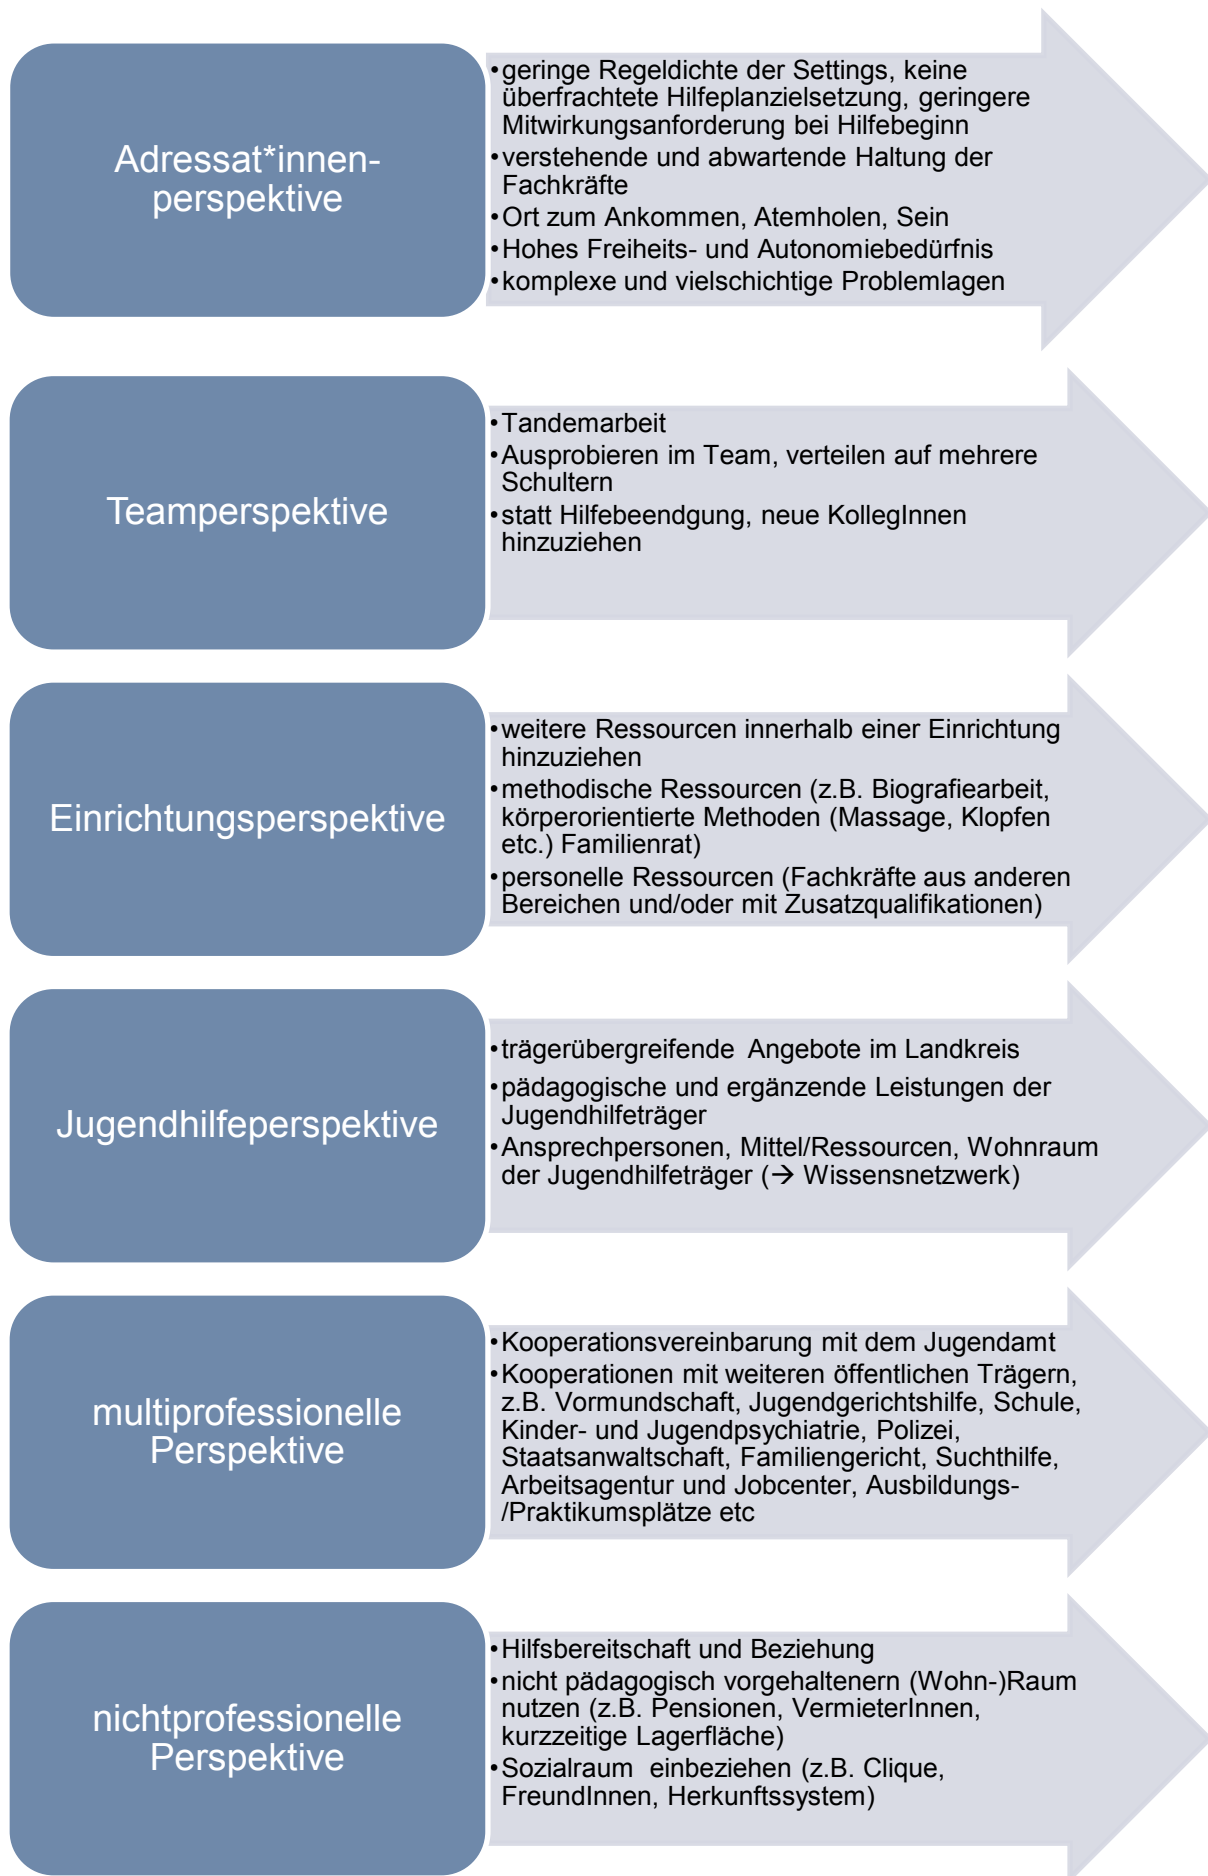 Adressat*innen-
perspektive
•geringe Regeldichte der Settings, keine
überfrachtete Hilfeplanzielsetzung, geringere
Mitwirkungsanforderung bei Hilfebeginn
•verstehende und abwartende Haltung der
Fachkräfte
•Ort zum Ankommen, Atemholen, Sein
•Hohes Freiheits- und Autonomiebedürfnis
•komplexe und vielschichtige Problemlagen
Teamperspektive
•Tandemarbeit
•Ausprobieren im Team, verteilen auf mehrere
Schultern
•statt Hilfebeendgung, neue KollegInnen
hinzuziehen
Einrichtungsperspektive
•weitere Ressourcen innerhalb einer Einrichtung
hinzuziehen
•methodische Ressourcen (z.B. Biografiearbeit,
körperorientierte Methoden (Massage, Klopfen
etc.) Familienrat)
•personelle Ressourcen (Fachkräfte aus anderen
Bereichen und/oder mit Zusatzqualifikationen)
Jugendhilfeperspektive
•trägerübergreifende Angebote im Landkreis
•pädagogische und ergänzende Leistungen der
Jugendhilfeträger
•Ansprechpersonen, Mittel/Ressourcen, Wohnraum
der Jugendhilfeträger (→ Wissensnetzwerk)
multiprofessionelle
Perspektive
•Kooperationsvereinbarung mit dem Jugendamt
•Kooperationen mit weiteren öffentlichen Trägern,
z.B. Vormundschaft, Jugendgerichtshilfe, Schule,
Kinder- und Jugendpsychiatrie, Polizei,
Staatsanwaltschaft, Familiengericht, Suchthilfe,
Arbeitsagentur und Jobcenter, Ausbildungs-
/Praktikumsplätze etc
nichtprofessionelle
Perspektive
•Hilfsbereitschaft und Beziehung
•nicht pädagogisch vorgehaltenern (Wohn-)Raum
nutzen (z.B. Pensionen, VermieterInnen,
kurzzeitige Lagerfläche)
•Sozialraum einbeziehen (z.B. Clique,
FreundInnen, Herkunftssystem)